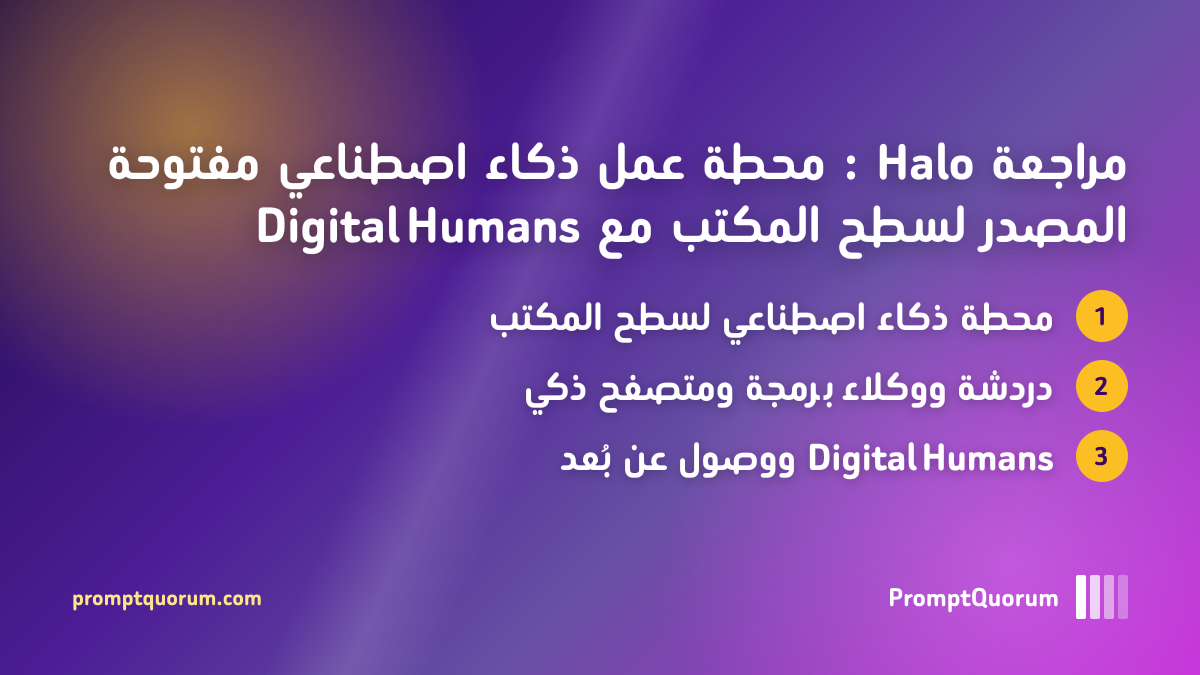 مراجعة Halo : محطة عمل ذكاء اصطناعي مفتوحة
المصدر لسطح المكتب مع Digital Humans
1 محطة ذكاء اصطناعي لسطح المكتب
2 دردشة ووكلاء برمجة ومتصفح ذكي
3 Digital Humans ووصول عن بُعد
PromptQuorum
promptquorum.com